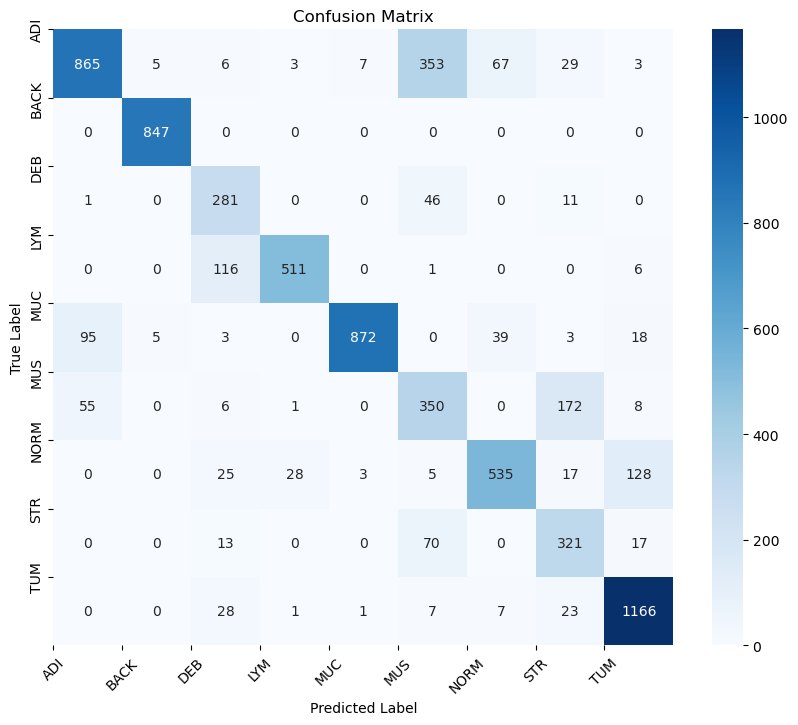 Confusion Matrix
True Label
ADI 865 5 6 3 7 353 67 29 3
BACK 0 847 0 0 0 0 0 0 0
DEB 1 0 281 0 0 46 0 11 0
LYM 0 0 116 511 0 1 0 0 6
MUC 95 5 3 0 872 0 39 3 18
MUS 55 0 6 1 0 350 0 172 8
NORM 0 0 25 28 3 5 535 17 128
STR 0 0 13 0 0 70 0 321 17
TUM 0 0 28 1 1 7 7 23 1166
ADI BACK DEB LYM MUC MUS NORM STR TUM
Predicted Label
1000
800
600
400
200
0